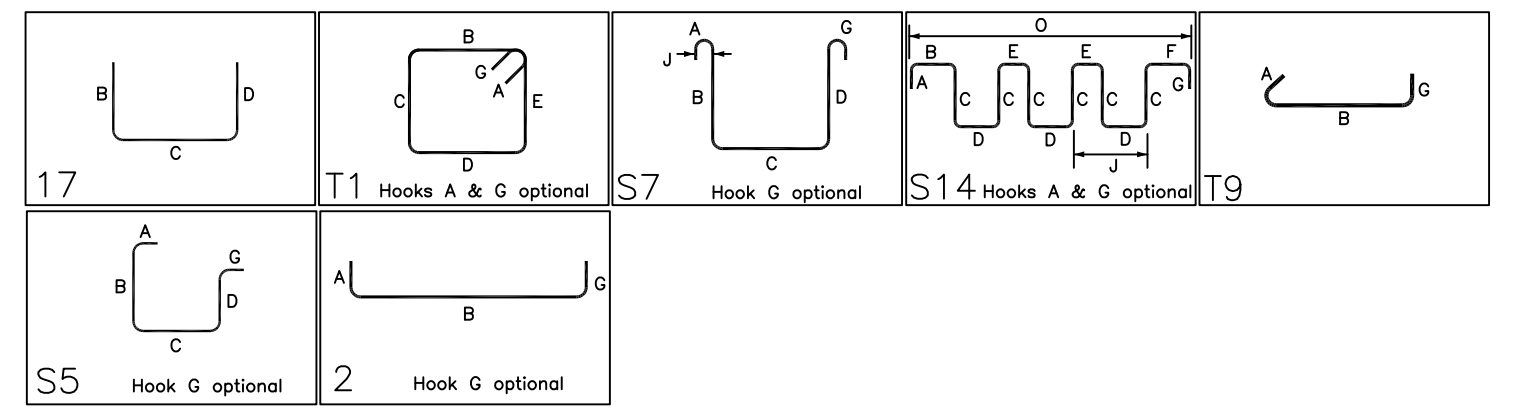 B
D
C
17
B
G
A
C
E
D
T1 Hooks A & G optional
A
G
J
B
D
C
S7 Hook G optional
O
B E E F
A G
C C C C C C
D D D
J
S14 Hooks A & G optional
A
G
B
T9
A
G
B
D
C
S5 Hook G optional
A
G
B
2 Hook G optional